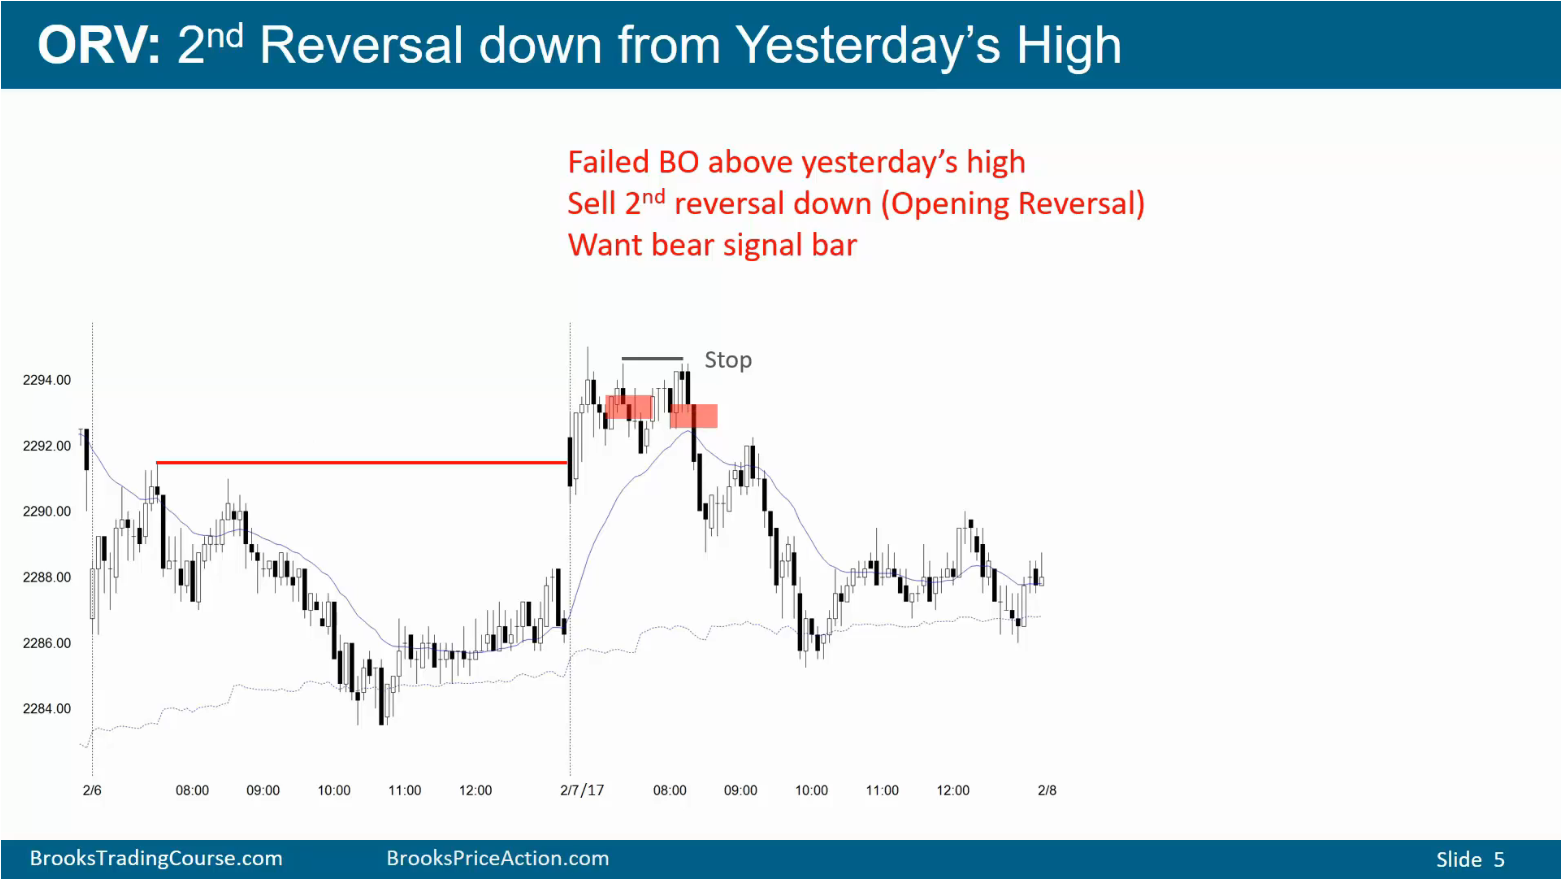 ORV: 2nd Reversal down from Yesterday's High
Failed BO above yesterday's high
Sell 2nd reversal down (Opening Reversal)
Want bear signal bar
Stop
2294.00
2292.00
2290.00
2288.00
2286.00
2284.00
2/6 08:00 09:00 10:00 11:00 12:00 2/7/17 08:00 09:00 10:00 11:00 12:00 2/8
BrooksTradingCourse.com BrooksPriceAction.com Slide 5